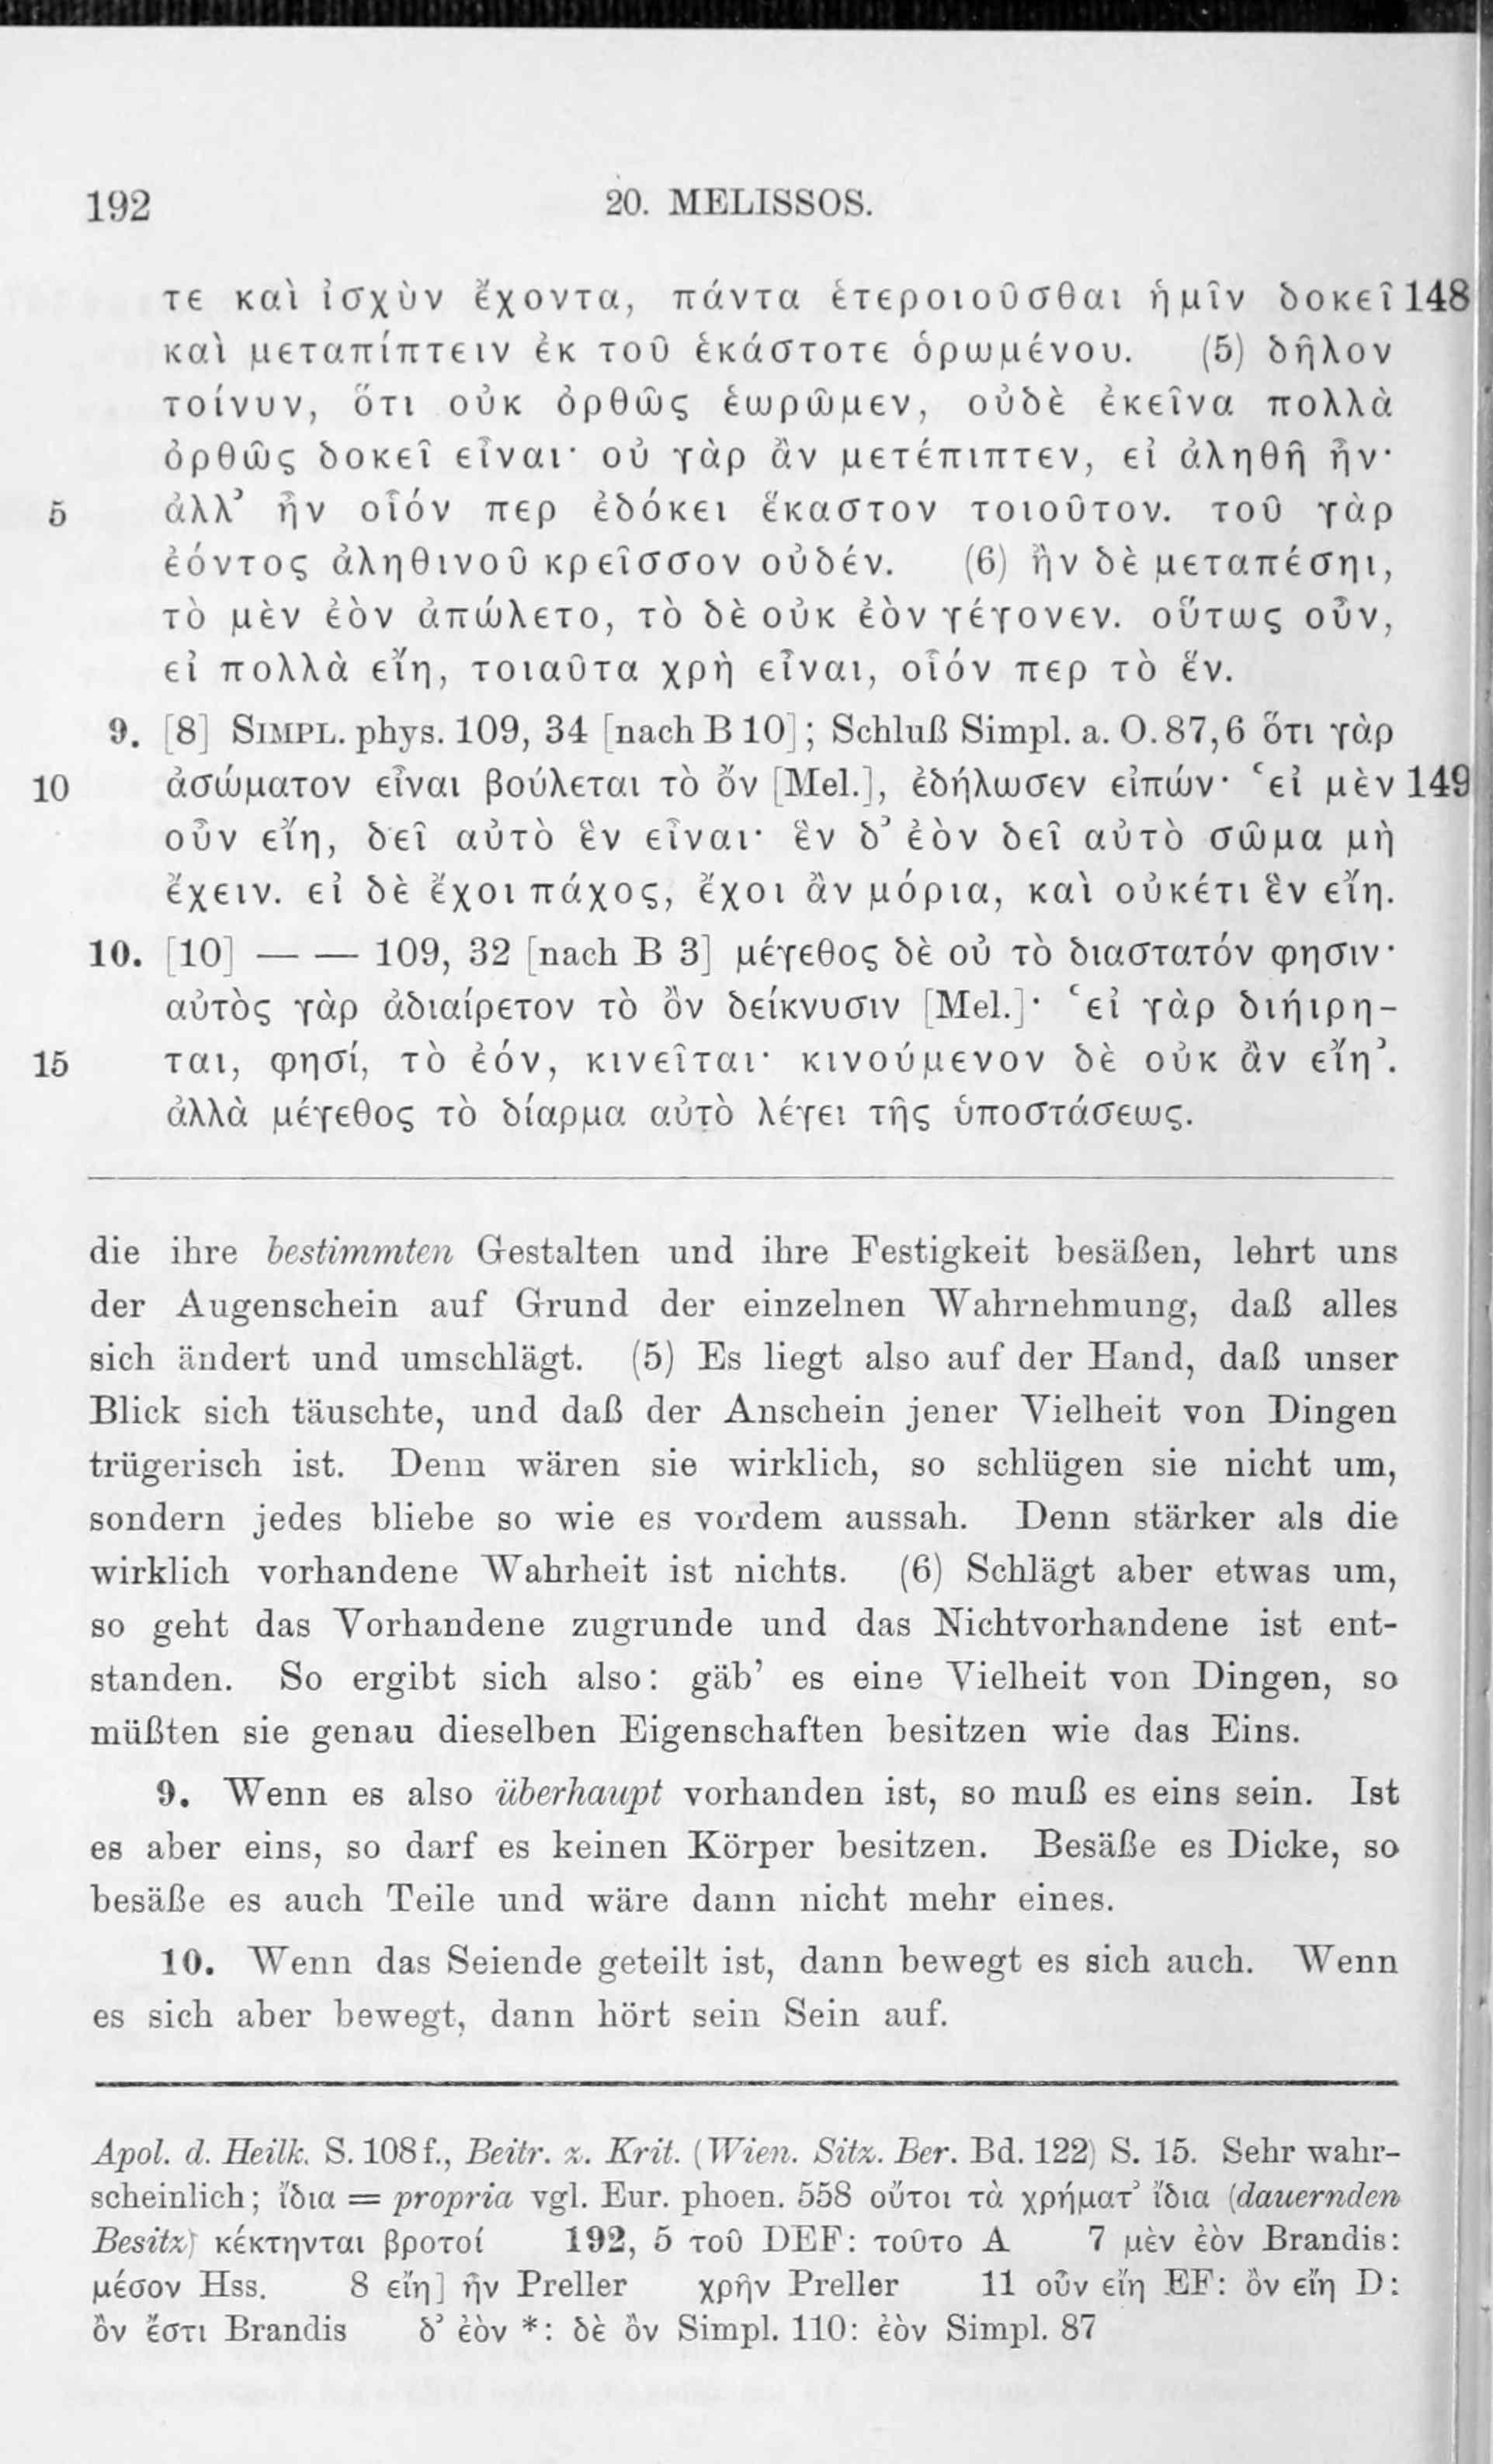 192 20. MELISSOS.
τε καὶ ἰσχὺν ἔχοντα, πάντα ἑτεροιοῦσθαι ἡμῖν δοκεῖ 148
καὶ μεταπίπτειν ἐκ τοῦ ἑκάστοτε ὁρωμένου. (5) δῆλον
τοίνυν, ὅτι οὐκ ὀρθῶς ἑωρῶμεν, οὐδὲ ἐκεῖνα πολλὰ
ὀρθῶς δοκεῖ εἶναι· οὐ γὰρ ἂν μετέπιπτεν, εἰ ἀληθῆ ἦν·
5 ἀλλ’ ἦν οἷόν περ ἐδόκει ἕκαστον τοιοῦτον. τοῦ γὰρ
ἐόντος ἀληθινοῦ κρεῖσσον οὐδέν. (6) ἢν δὲ μεταπέσηι,
τὸ μὲν ἐὸν ἀπώλετο, τὸ δὲ οὐκ ἐὸν γέγονεν. οὕτως οὖν,
εἰ πολλὰ εἴη, τοιαῦτα χρὴ εἶναι, οἷόν περ τὸ ἕν.
9. [8] SIMPL. phys. 109, 34 [nach B 10]; Schluß Simpl. a. O. 87,6 ὅτι γὰρ
10 ἀσώματον εἶναι βούλεται τὸ ὄν [Mel.], ἐδήλωσεν εἰπών· ‘εἰ μὲν 149
οὖν εἴη, δεῖ αὐτὸ ἓν εἶναι· ἓν δ’ ἐὸν δεῖ αὐτὸ σῶμα μὴ
ἔχειν. εἰ δὲ ἔχοι πάχος, ἔχοι ἂν μόρια, καὶ οὐκέτι ἓν εἴη.
10. [10] — — 109, 32 [nach B 3] μέγεθος δὲ οὐ τὸ διαστατόν φησιν·
αὐτὸς γὰρ ἀδιαίρετον τὸ ὂν δείκνυσιν [Mel.]· ‘εἰ γὰρ διήιρη-
15 ται, φησί, τὸ ἐόν, κινεῖται· κινούμενον δὲ οὐκ ἂν εἴη’.
ἀλλὰ μέγεθος τὸ δίαρμα αὐτὸ λέγει τῆς ὑποστάσεως.
die ihre bestimmten Gestalten und ihre Festigkeit besäßen, lehrt uns
der Augenschein auf Grund der einzelnen Wahrnehmung, daß alles
sich ändert und umschlägt. (5) Es liegt also auf der Hand, daß unser
Blick sich täuschte, und daß der Anschein jener Vielheit von Dingen
trügerisch ist. Denn wären sie wirklich, so schlügen sie nicht um,
sondern jedes bliebe so wie es vordem aussah. Denn stärker als die
wirklich vorhandene Wahrheit ist nichts. (6) Schlägt aber etwas um,
so geht das Vorhandene zugrunde und das Nichtvorhandene ist ent-
standen. So ergibt sich also: gäb’ es eine Vielheit von Dingen, so
müßten sie genau dieselben Eigenschaften besitzen wie das Eins.
9. Wenn es also überhaupt vorhanden ist, so muß es eins sein. Ist
es aber eins, so darf es keinen Körper besitzen. Besäße es Dicke, so
besäße es auch Teile und wäre dann nicht mehr eines.
10. Wenn das Seiende geteilt ist, dann bewegt es sich auch. Wenn
es sich aber bewegt, dann hört sein Sein auf.
Apol. d. Heilk. S. 108 f., Beitr. z. Krit. (Wien. Sitz. Ber. Bd. 122) S. 15. Sehr wahr-
scheinlich; ἴδια = propria vgl. Eur. phoen. 558 οὔτοι τὰ χρήματ’ ἴδια (dauernden
Besitz) κέκτηνται βροτοί 192, 5 τοῦ DEF: τοῦτο A 7 μὲν ἐὸν Brandis:
μέσον Hss. 8 εἴη] ἦν Preller χρῆν Preller 11 οὖν εἴη EF: ὂν εἴη D:
ὂν ἔστι Brandis δ’ ἐὸν *: δὲ ὂν Simpl. 110: ἐὸν Simpl. 87